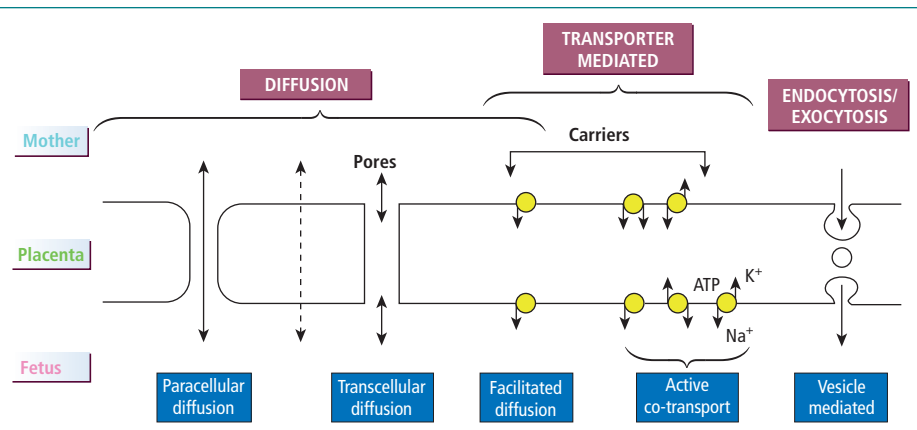 TRANSPORTER
MEDIATED
DIFFUSION
ENDOCYTOSIS/
EXOCYTOSIS
Mother
Carriers
Pores
Placenta
ATP
K⁺
Na⁺
Fetus
Paracellular
diffusion
Transcellular
diffusion
Facilitated
diffusion
Active
co-transport
Vesicle
mediated